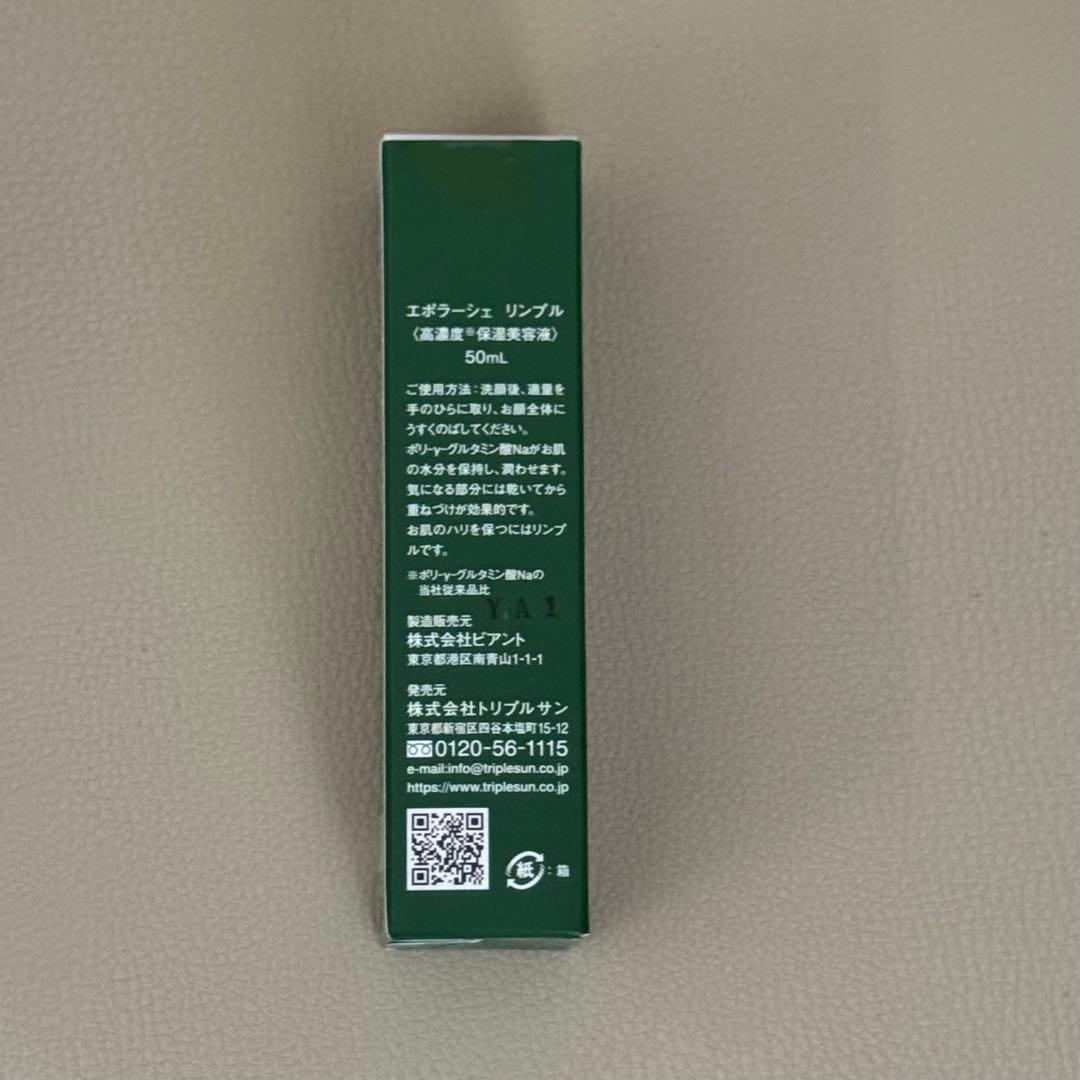 エポラーシェ リンプル
〈高濃度※保湿美容液〉
50mL
ご使用方法：洗顔後、適量を
手のひらに取り、お顔全体に
うすくのばしてください。
ポリ-γ-グルタミン酸Naがお肌
の水分を保持し、潤わせます。
気になる部分には乾いてから
重ねづけが効果的です。
お肌のハリを保つにはリンプ
ルです。
※ポリ-γ-グルタミン酸Naの
当社従来品比
YA1
製造販売元
株式会社ビアント
東京都港区南青山1-1-1
発売元
株式会社トリプルサン
東京都新宿区四谷本塩町15-12
0120-56-1115
e-mail:info@triplesun.co.jp
https://www.triplesun.co.jp
紙：箱